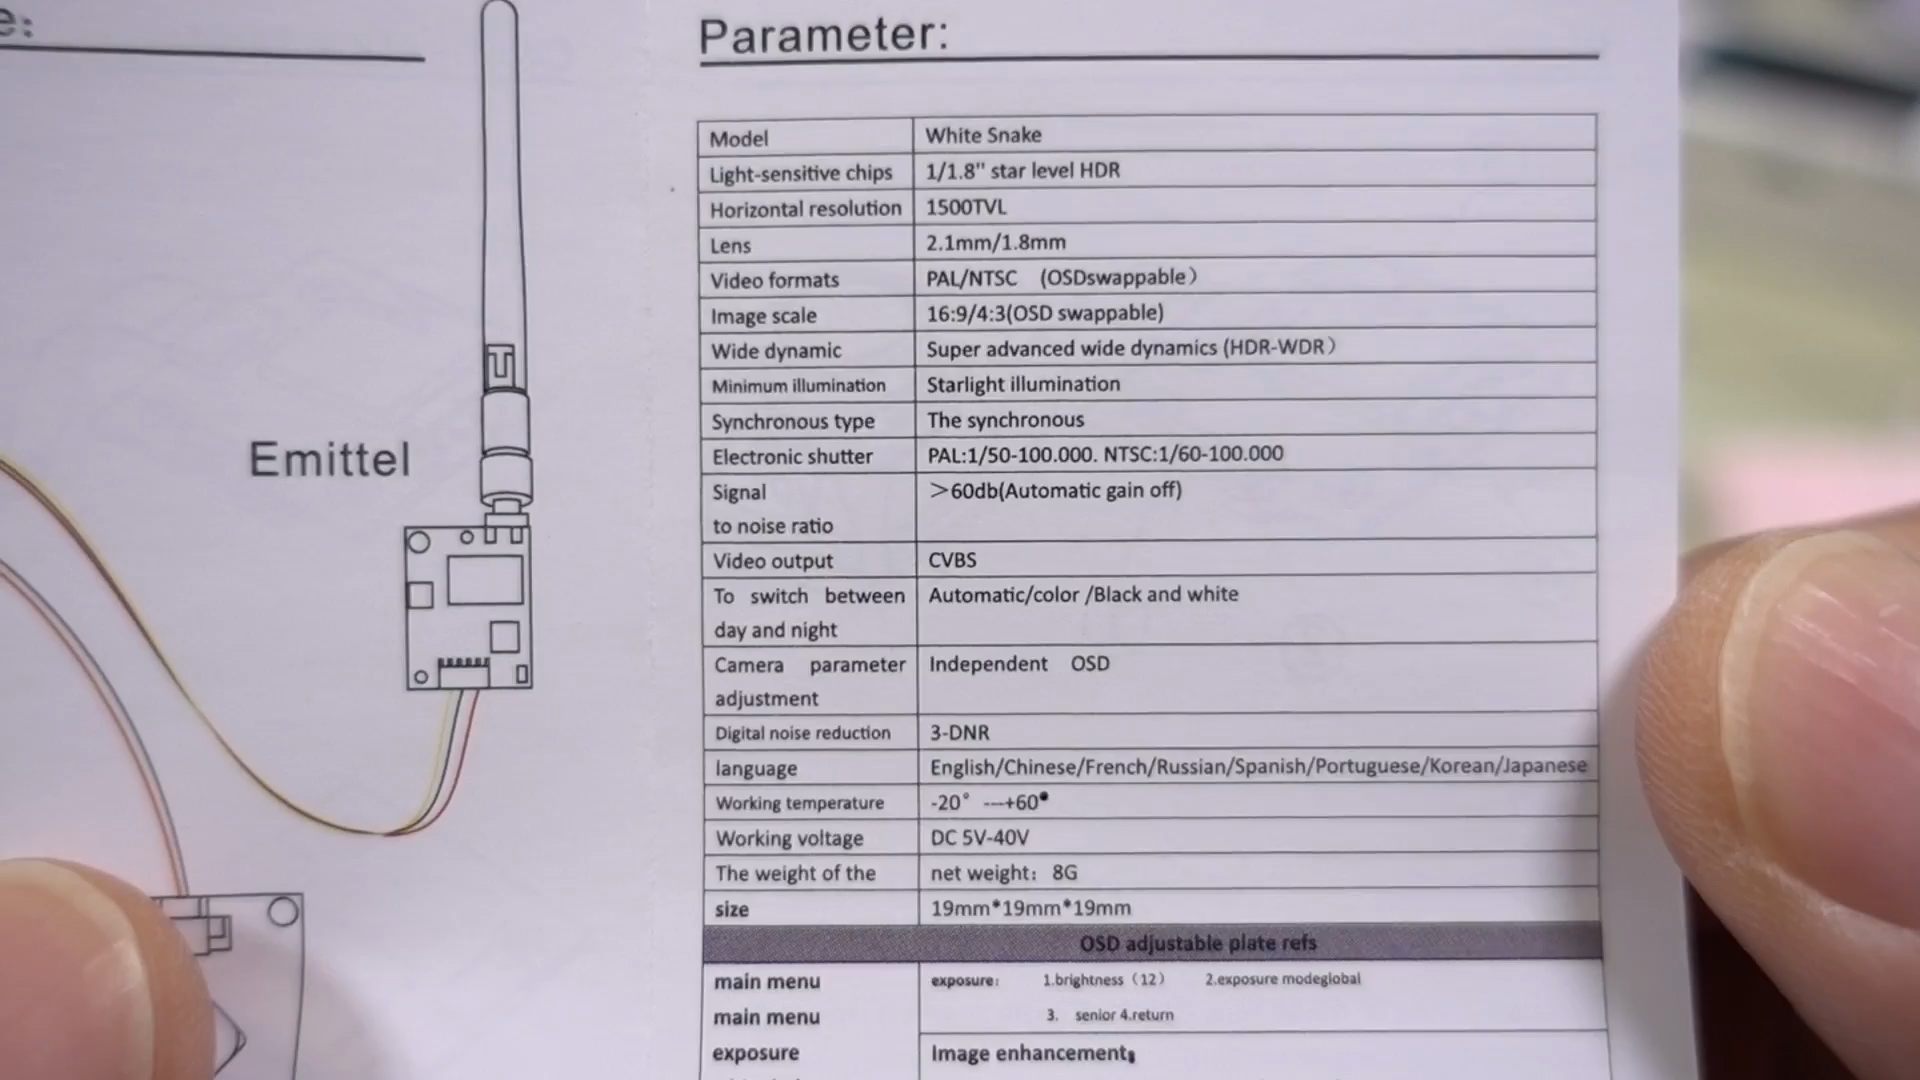 e:
Emittel
Parameter:
Model White Snake
Light-sensitive chips 1/1.8" star level HDR
Horizontal resolution 1500TVL
Lens 2.1mm/1.8mm
Video formats PAL/NTSC (OSDswappable)
Image scale 16:9/4:3(OSD swappable)
Wide dynamic Super advanced wide dynamics (HDR-WDR)
Minimum illumination Starlight illumination
Synchronous type The synchronous
Electronic shutter PAL:1/50-100.000. NTSC:1/60-100.000
Signal >60db(Automatic gain off)
to noise ratio
Video output CVBS
To switch between Automatic/color /Black and white
day and night
Camera parameter Independent OSD
adjustment
Digital noise reduction 3-DNR
language English/Chinese/French/Russian/Spanish/Portuguese/Korean/Japanese
Working temperature -20° ---+60°
Working voltage DC 5V-40V
The weight of the net weight: 8G
size 19mm*19mm*19mm
OSD adjustable plate refs
main menu exposure: 1.brightness (12) 2.exposure modeglobal
main menu 3. senior 4.return
exposure Image enhancement